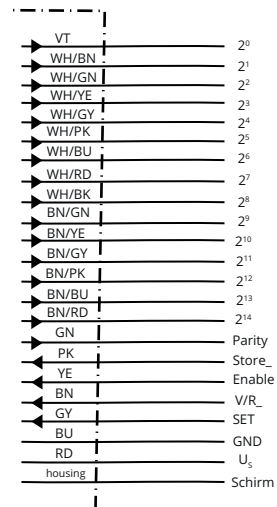 VT 2⁰
WH/BN 2¹
WH/GN 2²
WH/YE 2³
WH/GY 2⁴
WH/PK 2⁵
WH/BU 2⁶
WH/RD 2⁷
WH/BK 2⁸
BN/GN 2⁹
BN/YE 2¹⁰
BN/GY 2¹¹
BN/PK 2¹²
BN/BU 2¹³
BN/RD 2¹⁴
GN Parity
PK Store_
YE Enable
BN V/R_
GY SET
BU GND
RD Uₛ
housing Schirm